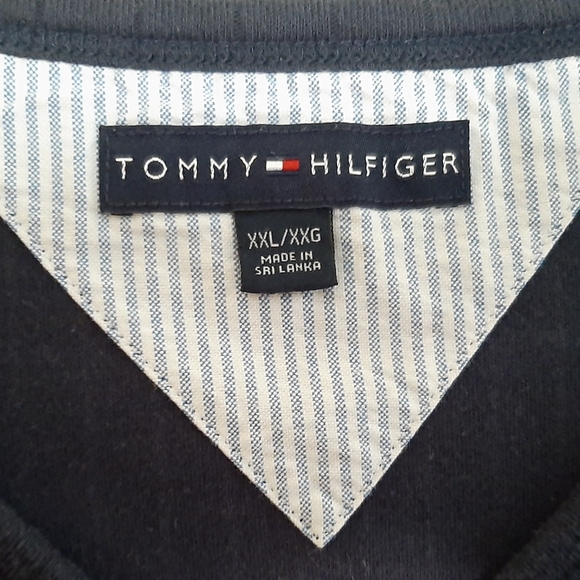 TOMMY HILFIGER
XXL/XXG
MADE IN
SRI LANKA